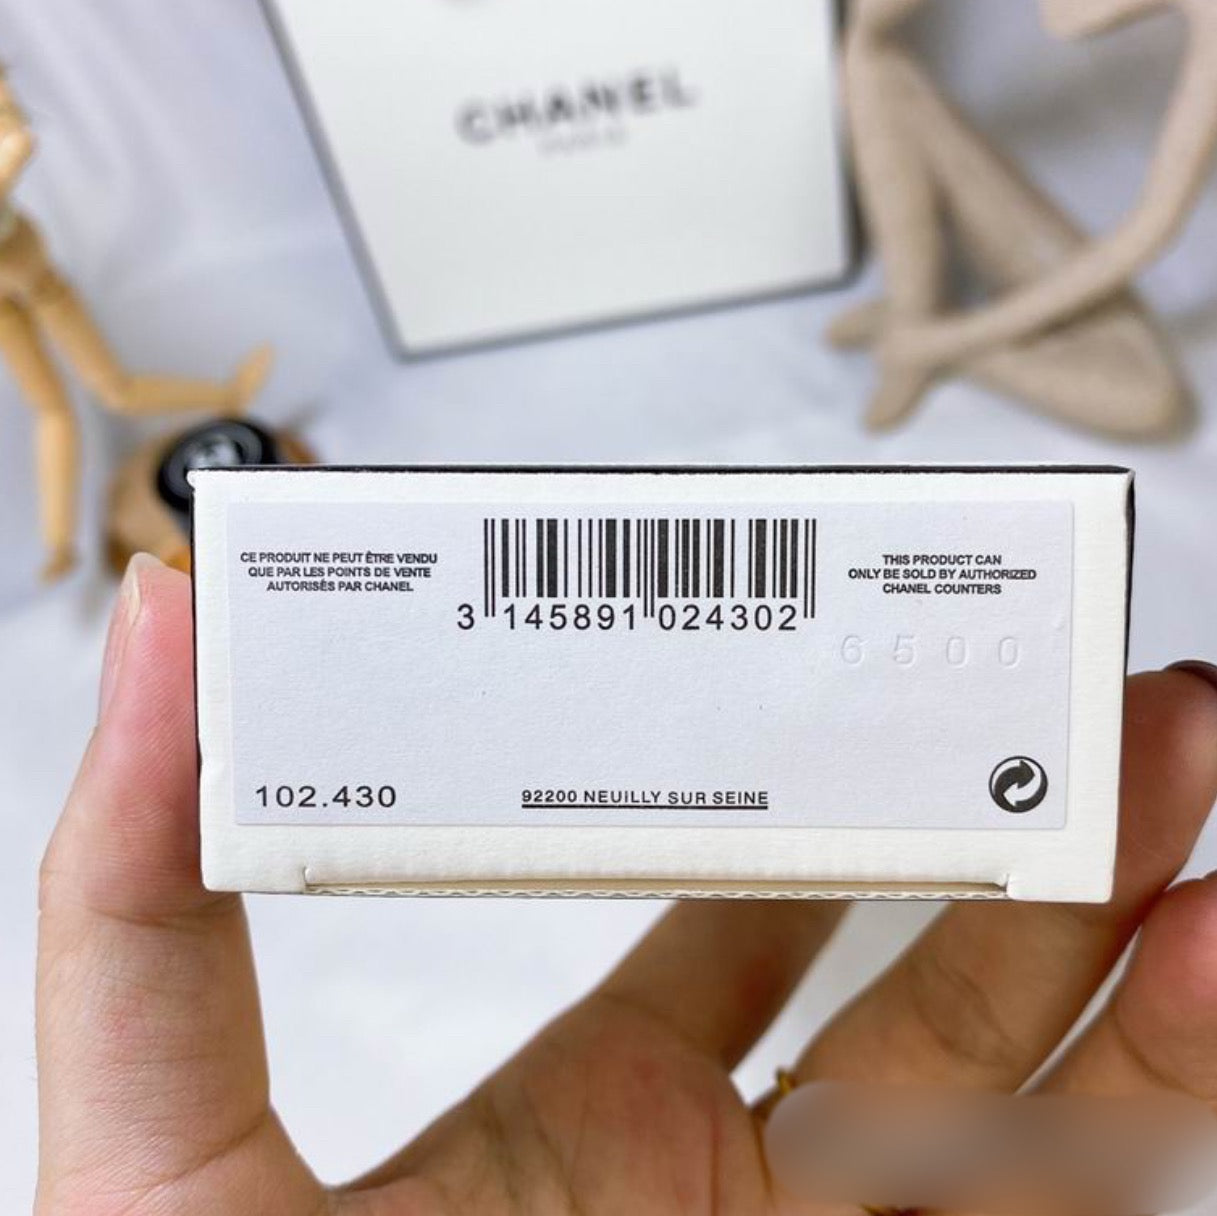 CHANEL
PARIS
CE PRODUIT NE PEUT ÊTRE VENDU
QUE PAR LES POINTS DE VENTE
AUTORISÉS PAR CHANEL
3 145891 024302
THIS PRODUCT CAN
ONLY BE SOLD BY AUTHORIZED
CHANEL COUNTERS
6500
102.430
92200 NEUILLY SUR SEINE